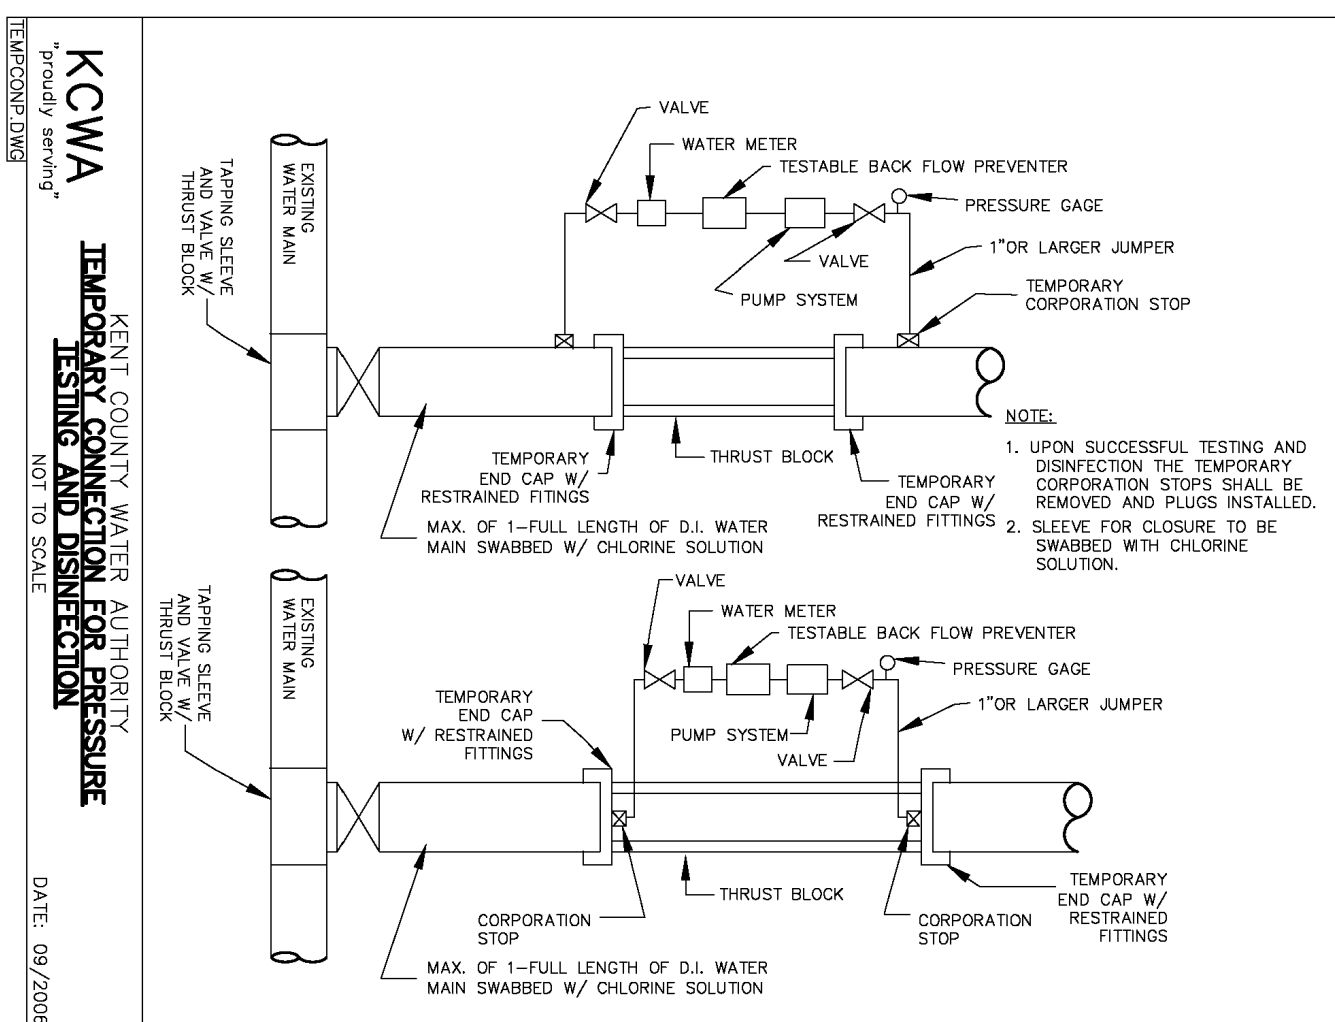 TEMPCONP.DWG
KCWA
"proudly serving"
KENT COUNTY WATER AUTHORITY
TEMPORARY CONNECTION FOR PRESSURE
TESTING AND DISINFECTION
NOT TO SCALE
DATE: 09/2006
VALVE
WATER METER
TESTABLE BACK FLOW PREVENTER
PRESSURE GAGE
1"OR LARGER JUMPER
VALVE
PUMP SYSTEM
TEMPORARY
CORPORATION STOP
EXISTING
WATER MAIN
TAPPING SLEEVE
AND VALVE W/
THRUST BLOCK
TEMPORARY
END CAP W/
RESTRAINED FITTINGS
THRUST BLOCK
TEMPORARY
END CAP W/
RESTRAINED FITTINGS
MAX. OF 1-FULL LENGTH OF D.I. WATER
MAIN SWABBED W/ CHLORINE SOLUTION
NOTE:
1. UPON SUCCESSFUL TESTING AND
DISINFECTION THE TEMPORARY
CORPORATION STOPS SHALL BE
REMOVED AND PLUGS INSTALLED.
2. SLEEVE FOR CLOSURE TO BE
SWABBED WITH CHLORINE
SOLUTION.
VALVE
WATER METER
TESTABLE BACK FLOW PREVENTER
PRESSURE GAGE
1"OR LARGER JUMPER
PUMP SYSTEM
VALVE
TEMPORARY
END CAP
W/ RESTRAINED
FITTINGS
EXISTING
WATER MAIN
TAPPING SLEEVE
AND VALVE W/
THRUST BLOCK
THRUST BLOCK
CORPORATION
STOP
CORPORATION
STOP
TEMPORARY
END CAP W/
RESTRAINED
FITTINGS
MAX. OF 1-FULL LENGTH OF D.I. WATER
MAIN SWABBED W/ CHLORINE SOLUTION